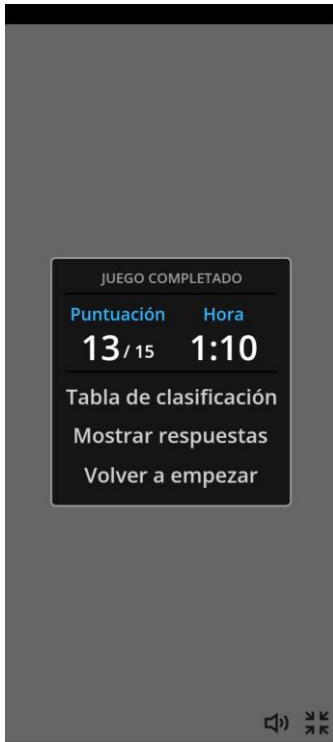 JUEGO COMPLETADO
Puntuación Hora
13/ 15 1:10
Tabla de clasificación
Mostrar respuestas
Volver a empezar